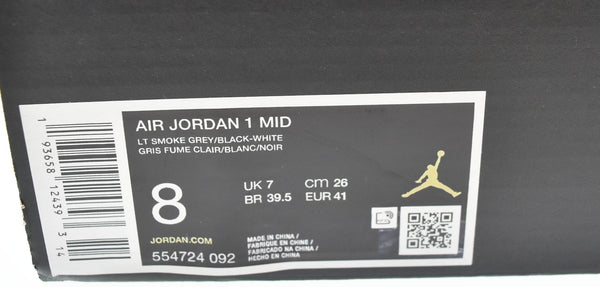 AIR JORDAN 1 MID
LT SMOKE GREY/BLACK-WHITE
GRIS FUME CLAIR/BLANC/NOIR
8
UK 7 CM 26
BR 39.5 EUR 41
JORDAN.COM
554724 092
MADE IN CHINA /
FABRIQUE EN CHINE /
FABRICADO NA CHINA /
HECHO EN CHINA
1 93658 12439 3 14